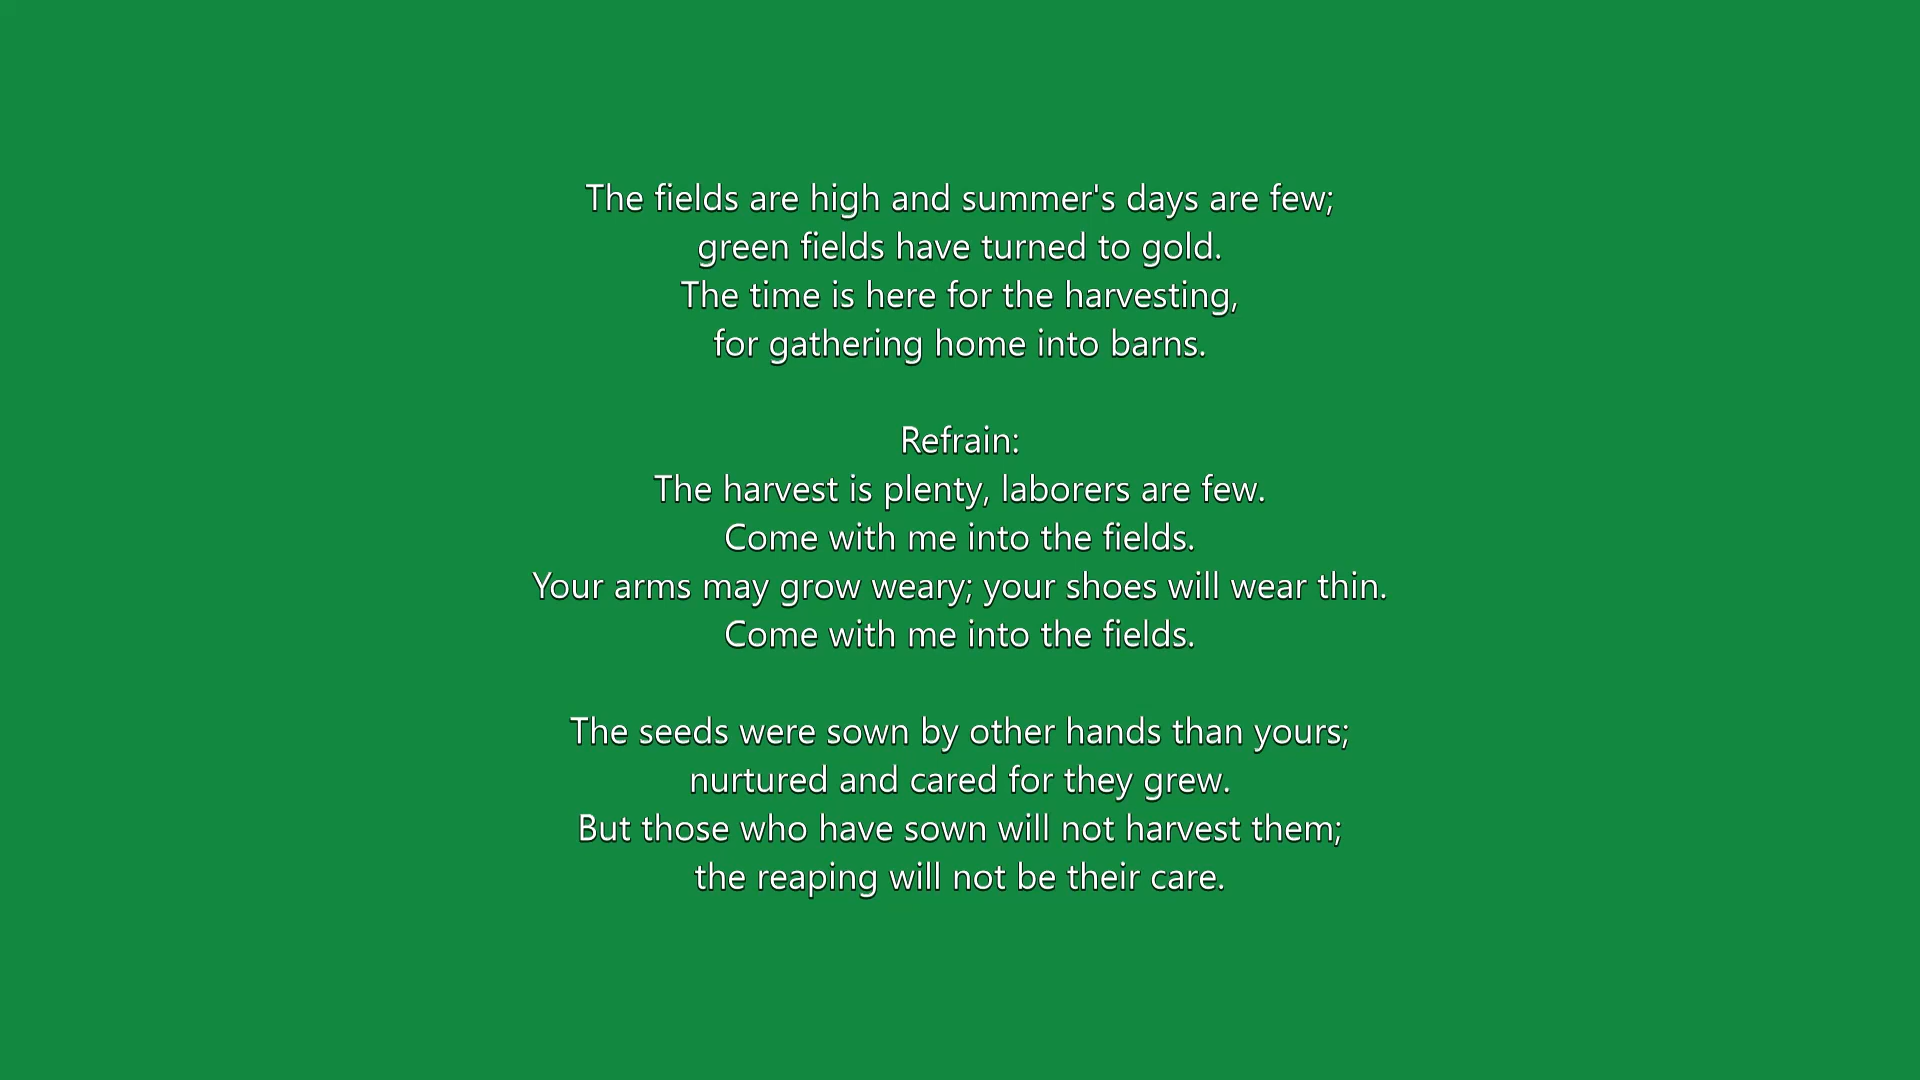 The fields are high and summer's days are few;
green fields have turned to gold.
The time is here for the harvesting,
for gathering home into barns.

Refrain:
The harvest is plenty, laborers are few.
Come with me into the fields.
Your arms may grow weary; your shoes will wear thin.
Come with me into the fields.

The seeds were sown by other hands than yours;
nurtured and cared for they grew.
But those who have sown will not harvest them;
the reaping will not be their care.